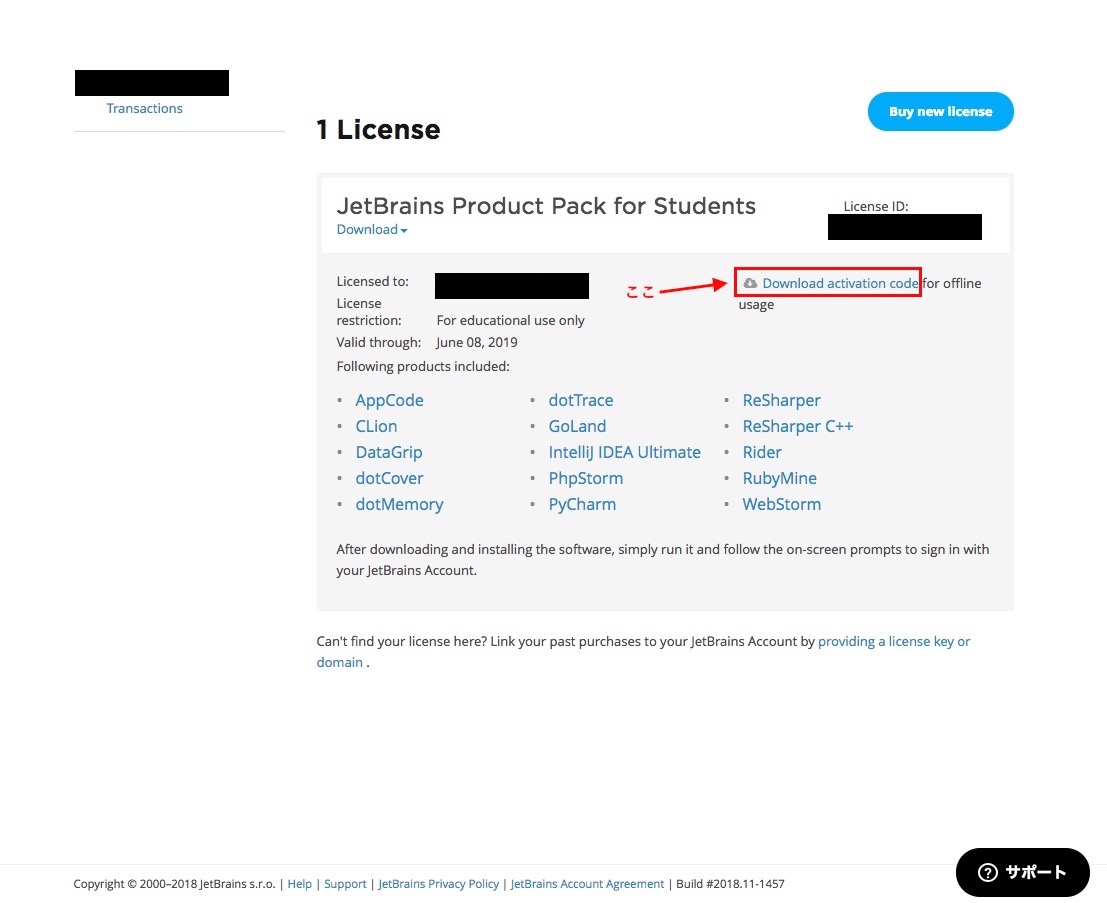 Transactions
Buy new license
1 License
JetBrains Product Pack for Students
License ID:
Download
Licensed to:
ここ
Download activation code for offline
usage
License
restriction:
For educational use only
Valid through: June 08, 2019
Following products included:
• AppCode • dotTrace • ReSharper
• CLion • GoLand • ReSharper C++
• DataGrip • IntelliJ IDEA Ultimate • Rider
• dotCover • PhpStorm • RubyMine
• dotMemory • PyCharm • WebStorm
After downloading and installing the software, simply run it and follow the on-screen prompts to sign in with
your JetBrains Account.
Can't find your license here? Link your past purchases to your JetBrains Account by providing a license key or
domain .
Copyright © 2000–2018 JetBrains s.r.o. | Help | Support | JetBrains Privacy Policy | JetBrains Account Agreement | Build #2018.11-1457
サポート